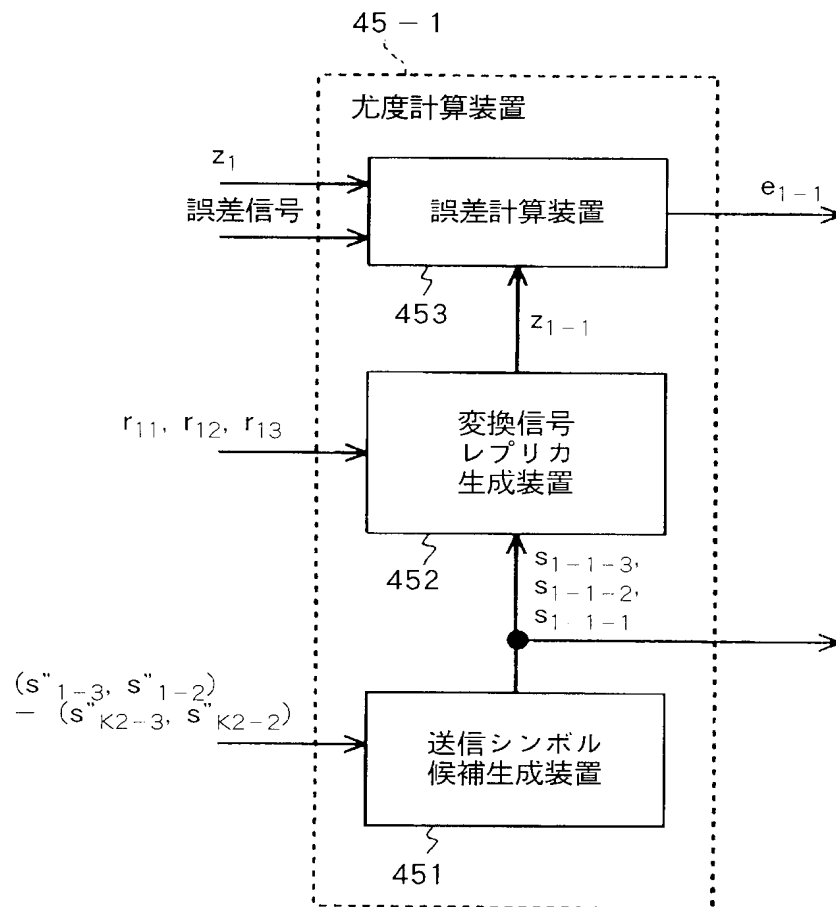 45-1
尤度計算装置
z1
誤差信号
誤差計算装置
e1-1
453
z1-1
r11, r12, r13
変換信号
レプリカ
生成装置
452
s1-1-3,
s1-1-2,
s1-1-1
(s"1-3, s"1-2)
− (s"K2-3, s"K2-2)
送信シンボル
候補生成装置
451